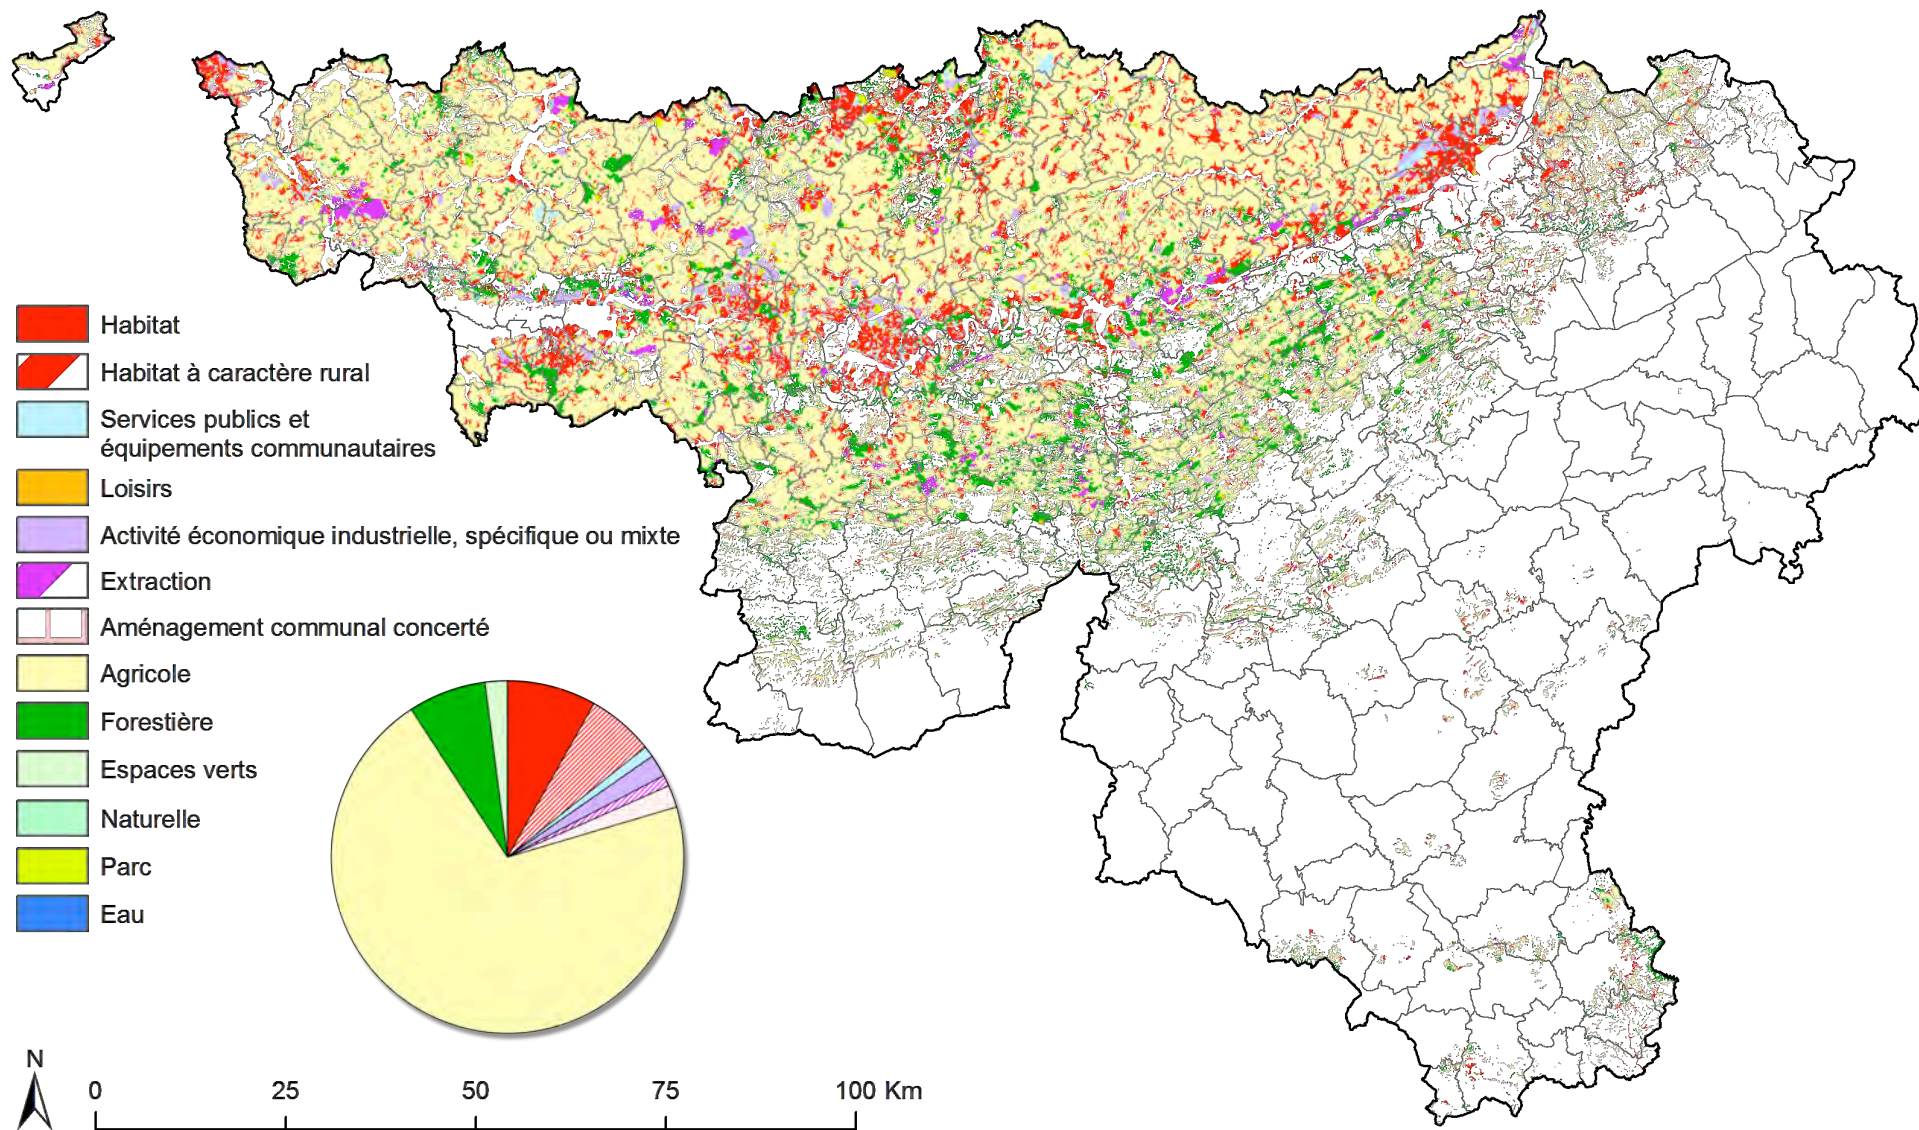 Habitat
Habitat à caractère rural
Services publics et
équipements communautaires
Loisirs
Activité économique industrielle, spécifique ou mixte
Extraction
Aménagement communal concerté
Agricole
Forestière
Espaces verts
Naturelle
Parc
Eau
N
0 25 50 75 100 Km